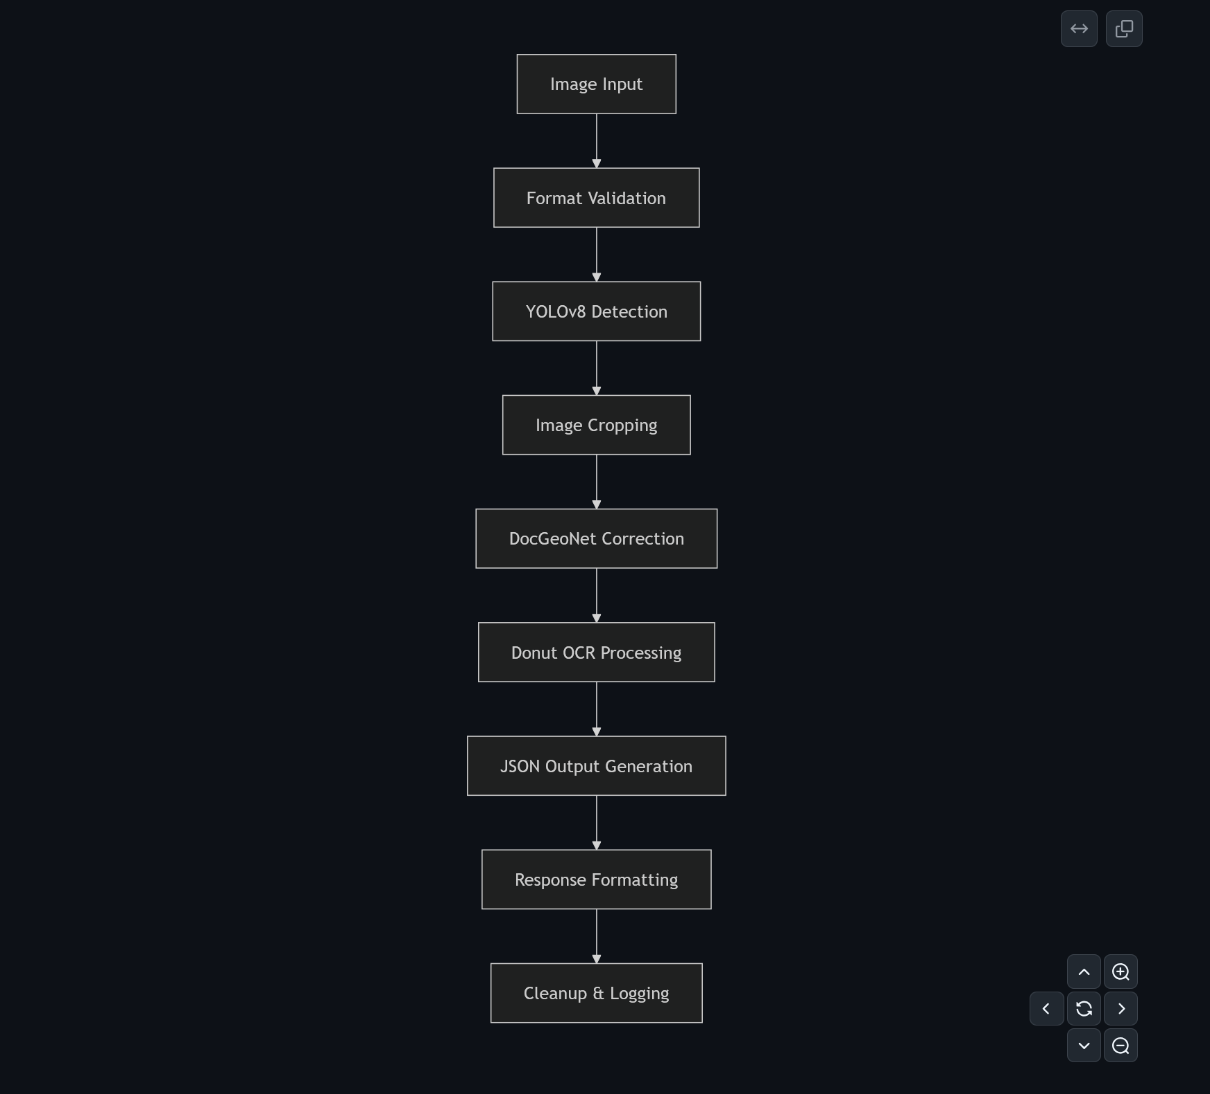 Image Input
Format Validation
YOLOv8 Detection
Image Cropping
DocGeoNet Correction
Donut OCR Processing
JSON Output Generation
Response Formatting
Cleanup & Logging